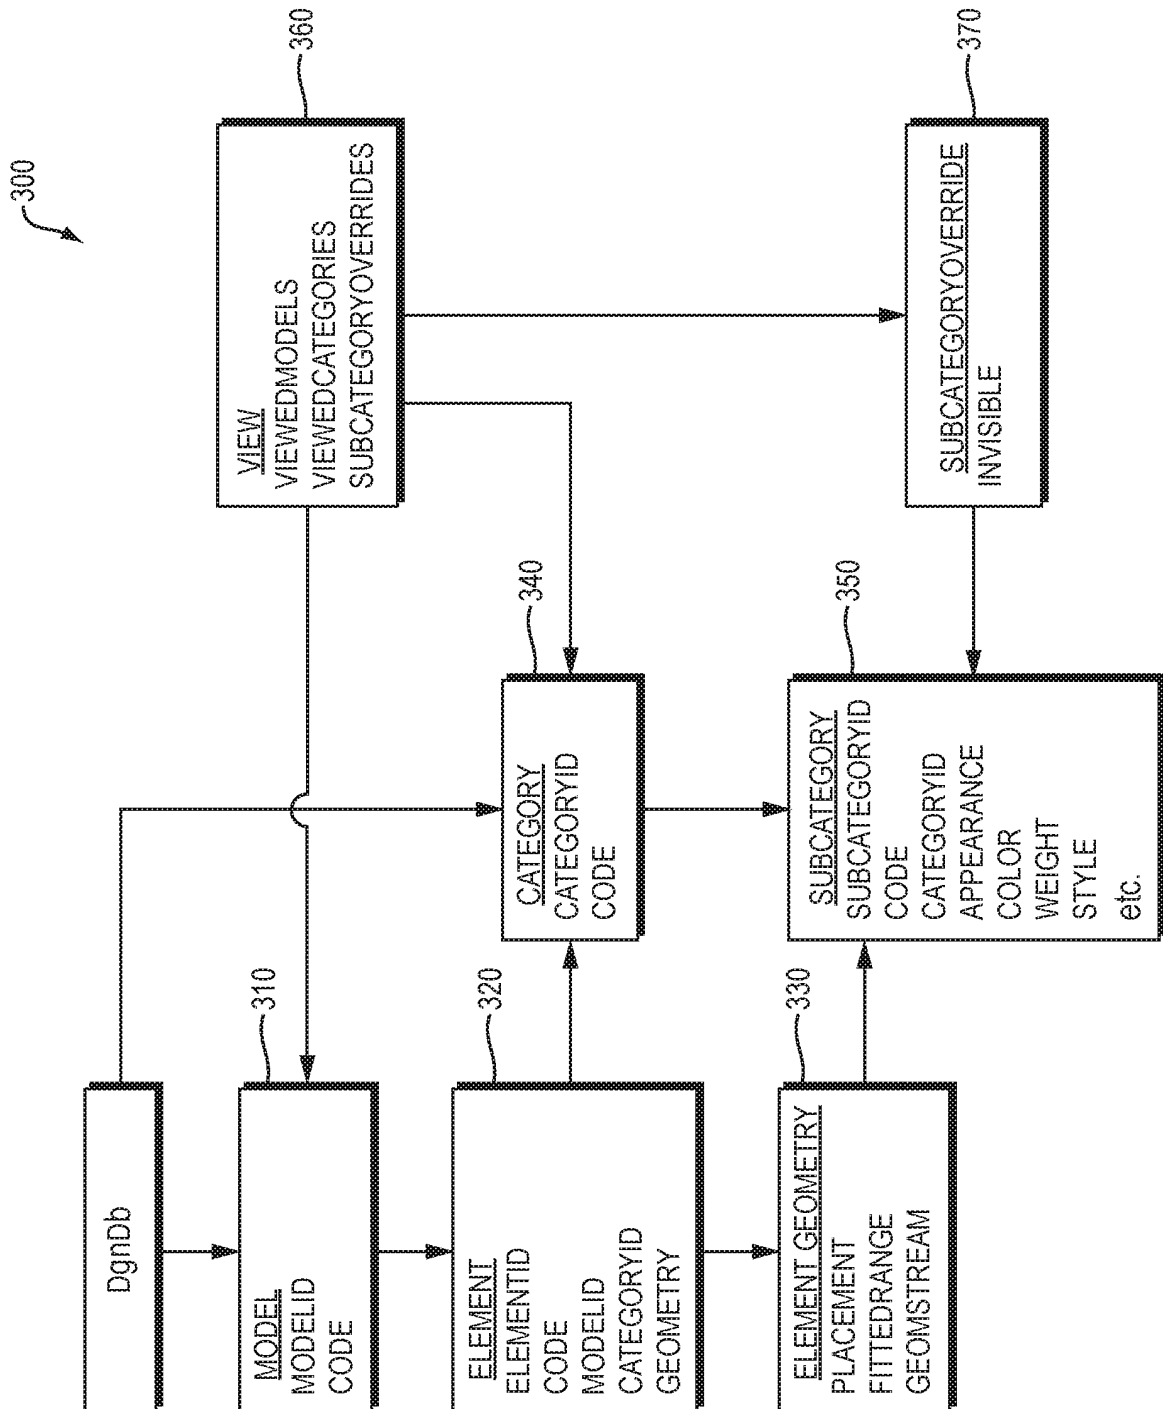 300
DgnDb
310
MODEL
MODELID
CODE
320
ELEMENT
ELEMENTID
CODE
MODELID
CATEGORYID
GEOMETRY
330
ELEMENT GEOMETRY
PLACEMENT
FITTEDRANGE
GEOMSTREAM
340
CATEGORY
CATEGORYID
CODE
350
SUBCATEGORY
SUBCATEGORYID
CODE
CATEGORYID
APPEARANCE
COLOR
WEIGHT
STYLE
etc.
360
VIEW
VIEWEDMODELS
VIEWEDCATEGORIES
SUBCATEGORYOVERRIDES
370
SUBCATEGORYOVERRIDE
INVISIBLE